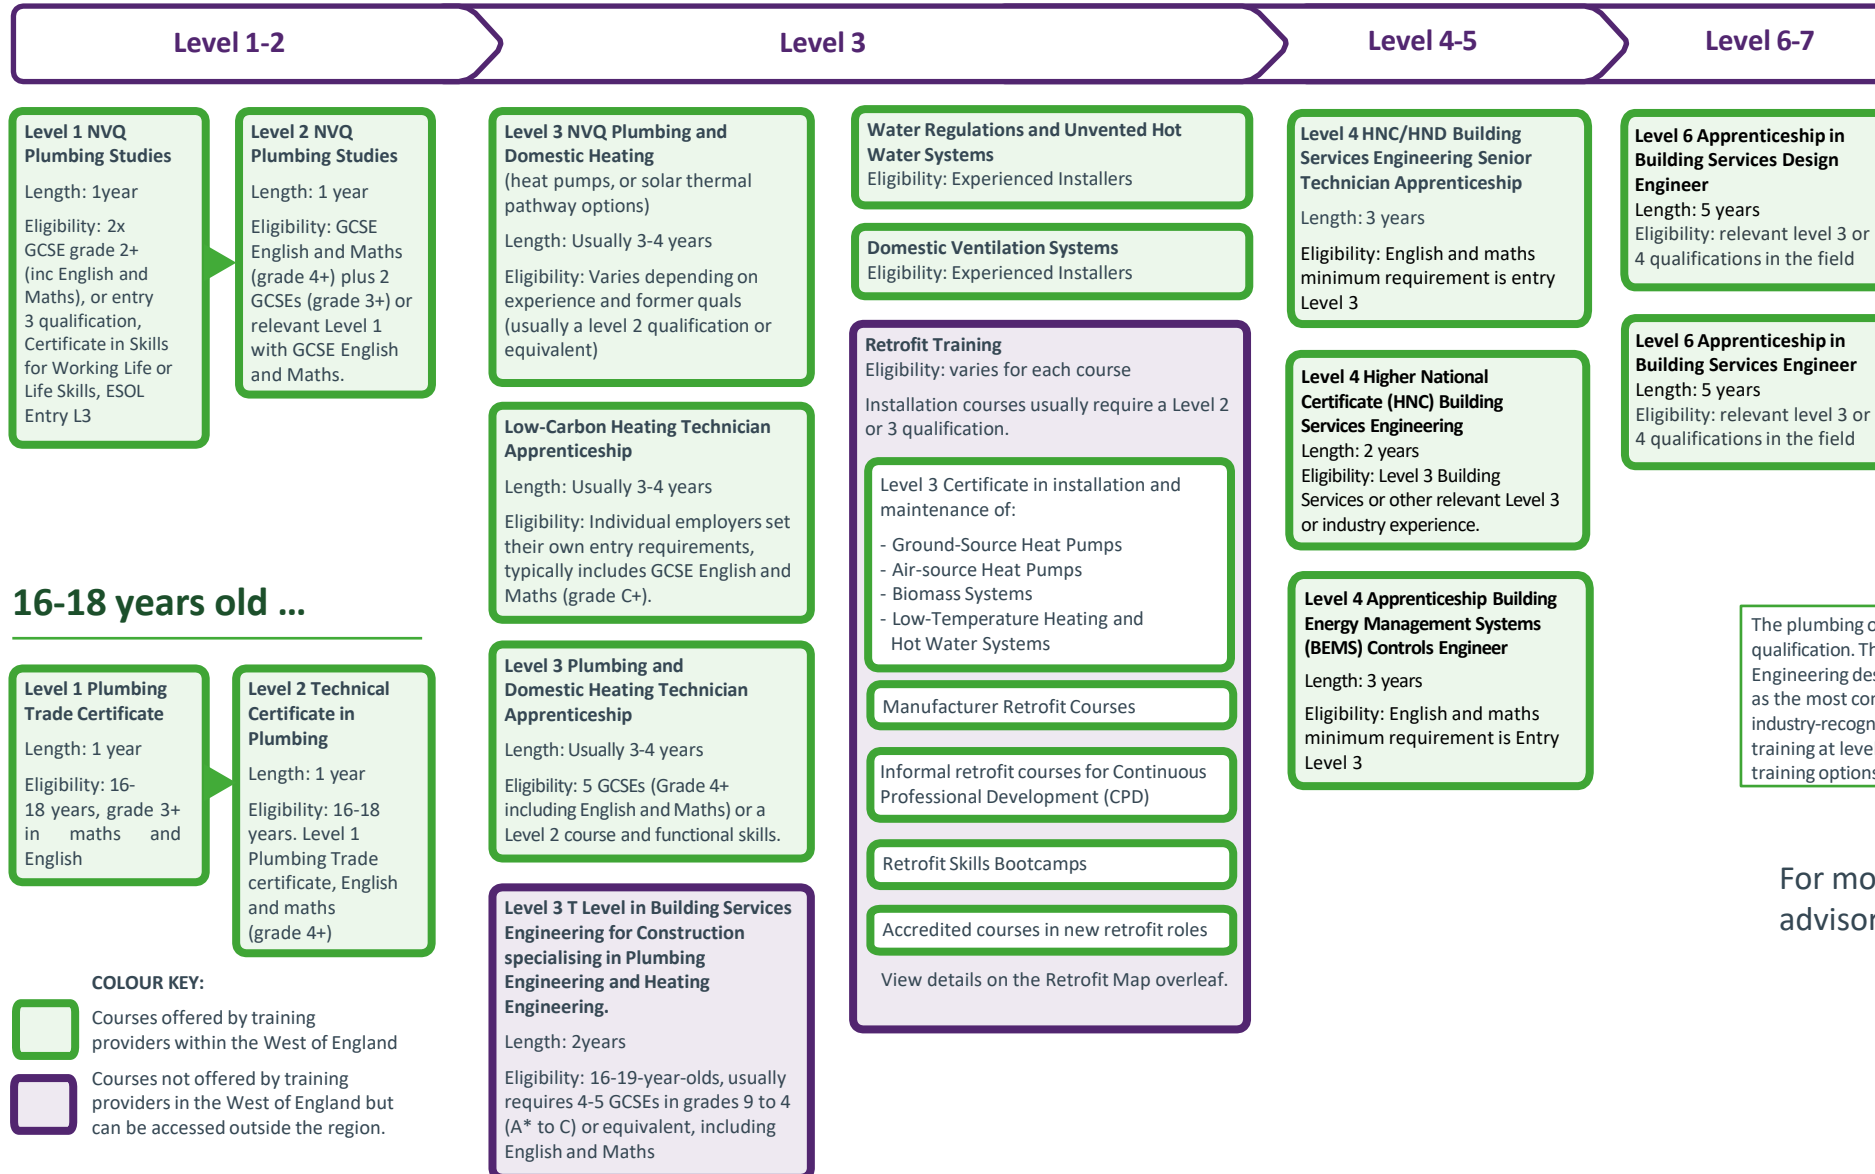 Level 1-2
Level 3
Level 4-5
Level 6-7
Level 1 NVQ
Plumbing Studies
Length: 1year
Eligibility: 2x
GCSE grade 2+
(inc English and
Maths), or entry
3 qualification,
Certificate in Skills
for Working Life or
Life Skills, ESOL
Entry L3
Level 2 NVQ
Plumbing Studies
Length: 1 year
Eligibility: GCSE
English and Maths
(grade 4+) plus 2
GCSEs (grade 3+) or
relevant Level 1
with GCSE English
and Maths.
16-18 years old ...
Level 1 Plumbing
Trade Certificate
Length: 1 year
Eligibility: 16-
18 years, grade 3+
in maths and
English
Level 2 Technical
Certificate in
Plumbing
Length: 1 year
Eligibility: 16-18
years. Level 1
Plumbing Trade
certificate, English
and maths
(grade 4+)
COLOUR KEY:
Courses offered by training
providers within the West of England
Courses not offered by training
providers in the West of England but
can be accessed outside the region.
Level 3 NVQ Plumbing and
Domestic Heating
(heat pumps, or solar thermal
pathway options)
Length: Usually 3-4 years
Eligibility: Varies depending on
experience and former quals
(usually a level 2 qualification or
equivalent)
Low-Carbon Heating Technician
Apprenticeship
Length: Usually 3-4 years
Eligibility: Individual employers set
their own entry requirements,
typically includes GCSE English and
Maths (grade C+).
Level 3 Plumbing and
Domestic Heating Technician
Apprenticeship
Length: Usually 3-4 years
Eligibility: 5 GCSEs (Grade 4+
including English and Maths) or a
Level 2 course and functional skills.
Level 3 T Level in Building Services
Engineering for Construction
specialising in Plumbing
Engineering and Heating
Engineering.
Length: 2years
Eligibility: 16-19-year-olds, usually
requires 4-5 GCSEs in grades 9 to 4
(A* to C) or equivalent, including
English and Maths
Water Regulations and Unvented Hot
Water Systems
Eligibility: Experienced Installers
Domestic Ventilation Systems
Eligibility: Experienced Installers
Retrofit Training
Eligibility: varies for each course
Installation courses usually require a Level 2
or 3 qualification.
Level 3 Certificate in installation and
maintenance of:
- Ground-Source Heat Pumps
- Air-source Heat Pumps
- Biomass Systems
- Low-Temperature Heating and
Hot Water Systems
Manufacturer Retrofit Courses
Informal retrofit courses for Continuous
Professional Development (CPD)
Retrofit Skills Bootcamps
Accredited courses in new retrofit roles
View details on the Retrofit Map overleaf.
Level 4 HNC/HND Building
Services Engineering Senior
Technician Apprenticeship
Length: 3 years
Eligibility: English and maths
minimum requirement is entry
Level 3
Level 4 Higher National
Certificate (HNC) Building
Services Engineering
Length: 2 years
Eligibility: Level 3 Building
Services or other relevant Level 3
or industry experience.
Level 4 Apprenticeship Building
Energy Management Systems
(BEMS) Controls Engineer
Length: 3 years
Eligibility: English and maths
minimum requirement is Entry
Level 3
Level 6 Apprenticeship in
Building Services Design
Engineer
Length: 5 years
Eligibility: relevant level 3 or
4 qualifications in the field
Level 6 Apprenticeship in
Building Services Engineer
Length: 5 years
Eligibility: relevant level 3 or
4 qualifications in the field
The plumbing
qualification.
Engineering
as the most
training at
training
For